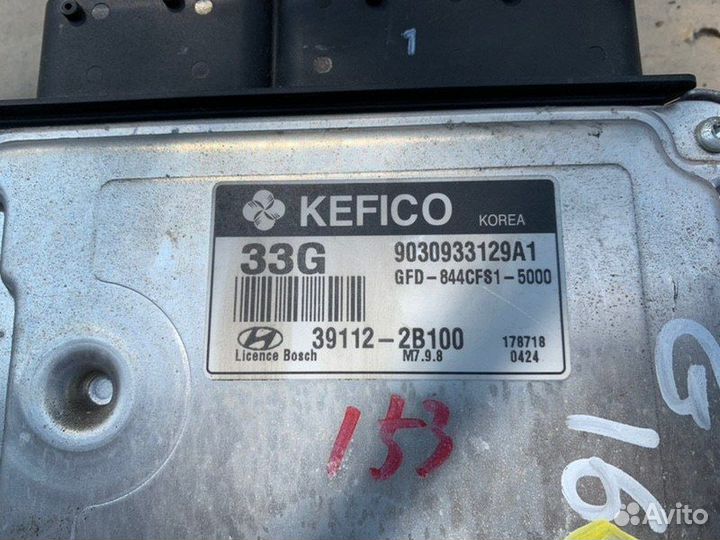 1
KEFICO KOREA
33G 9030933129A1
GFD-844CFS1-5000
39112-2B100 178718
Licence Bosch M7.9.8 0424
153
G
16
Avito